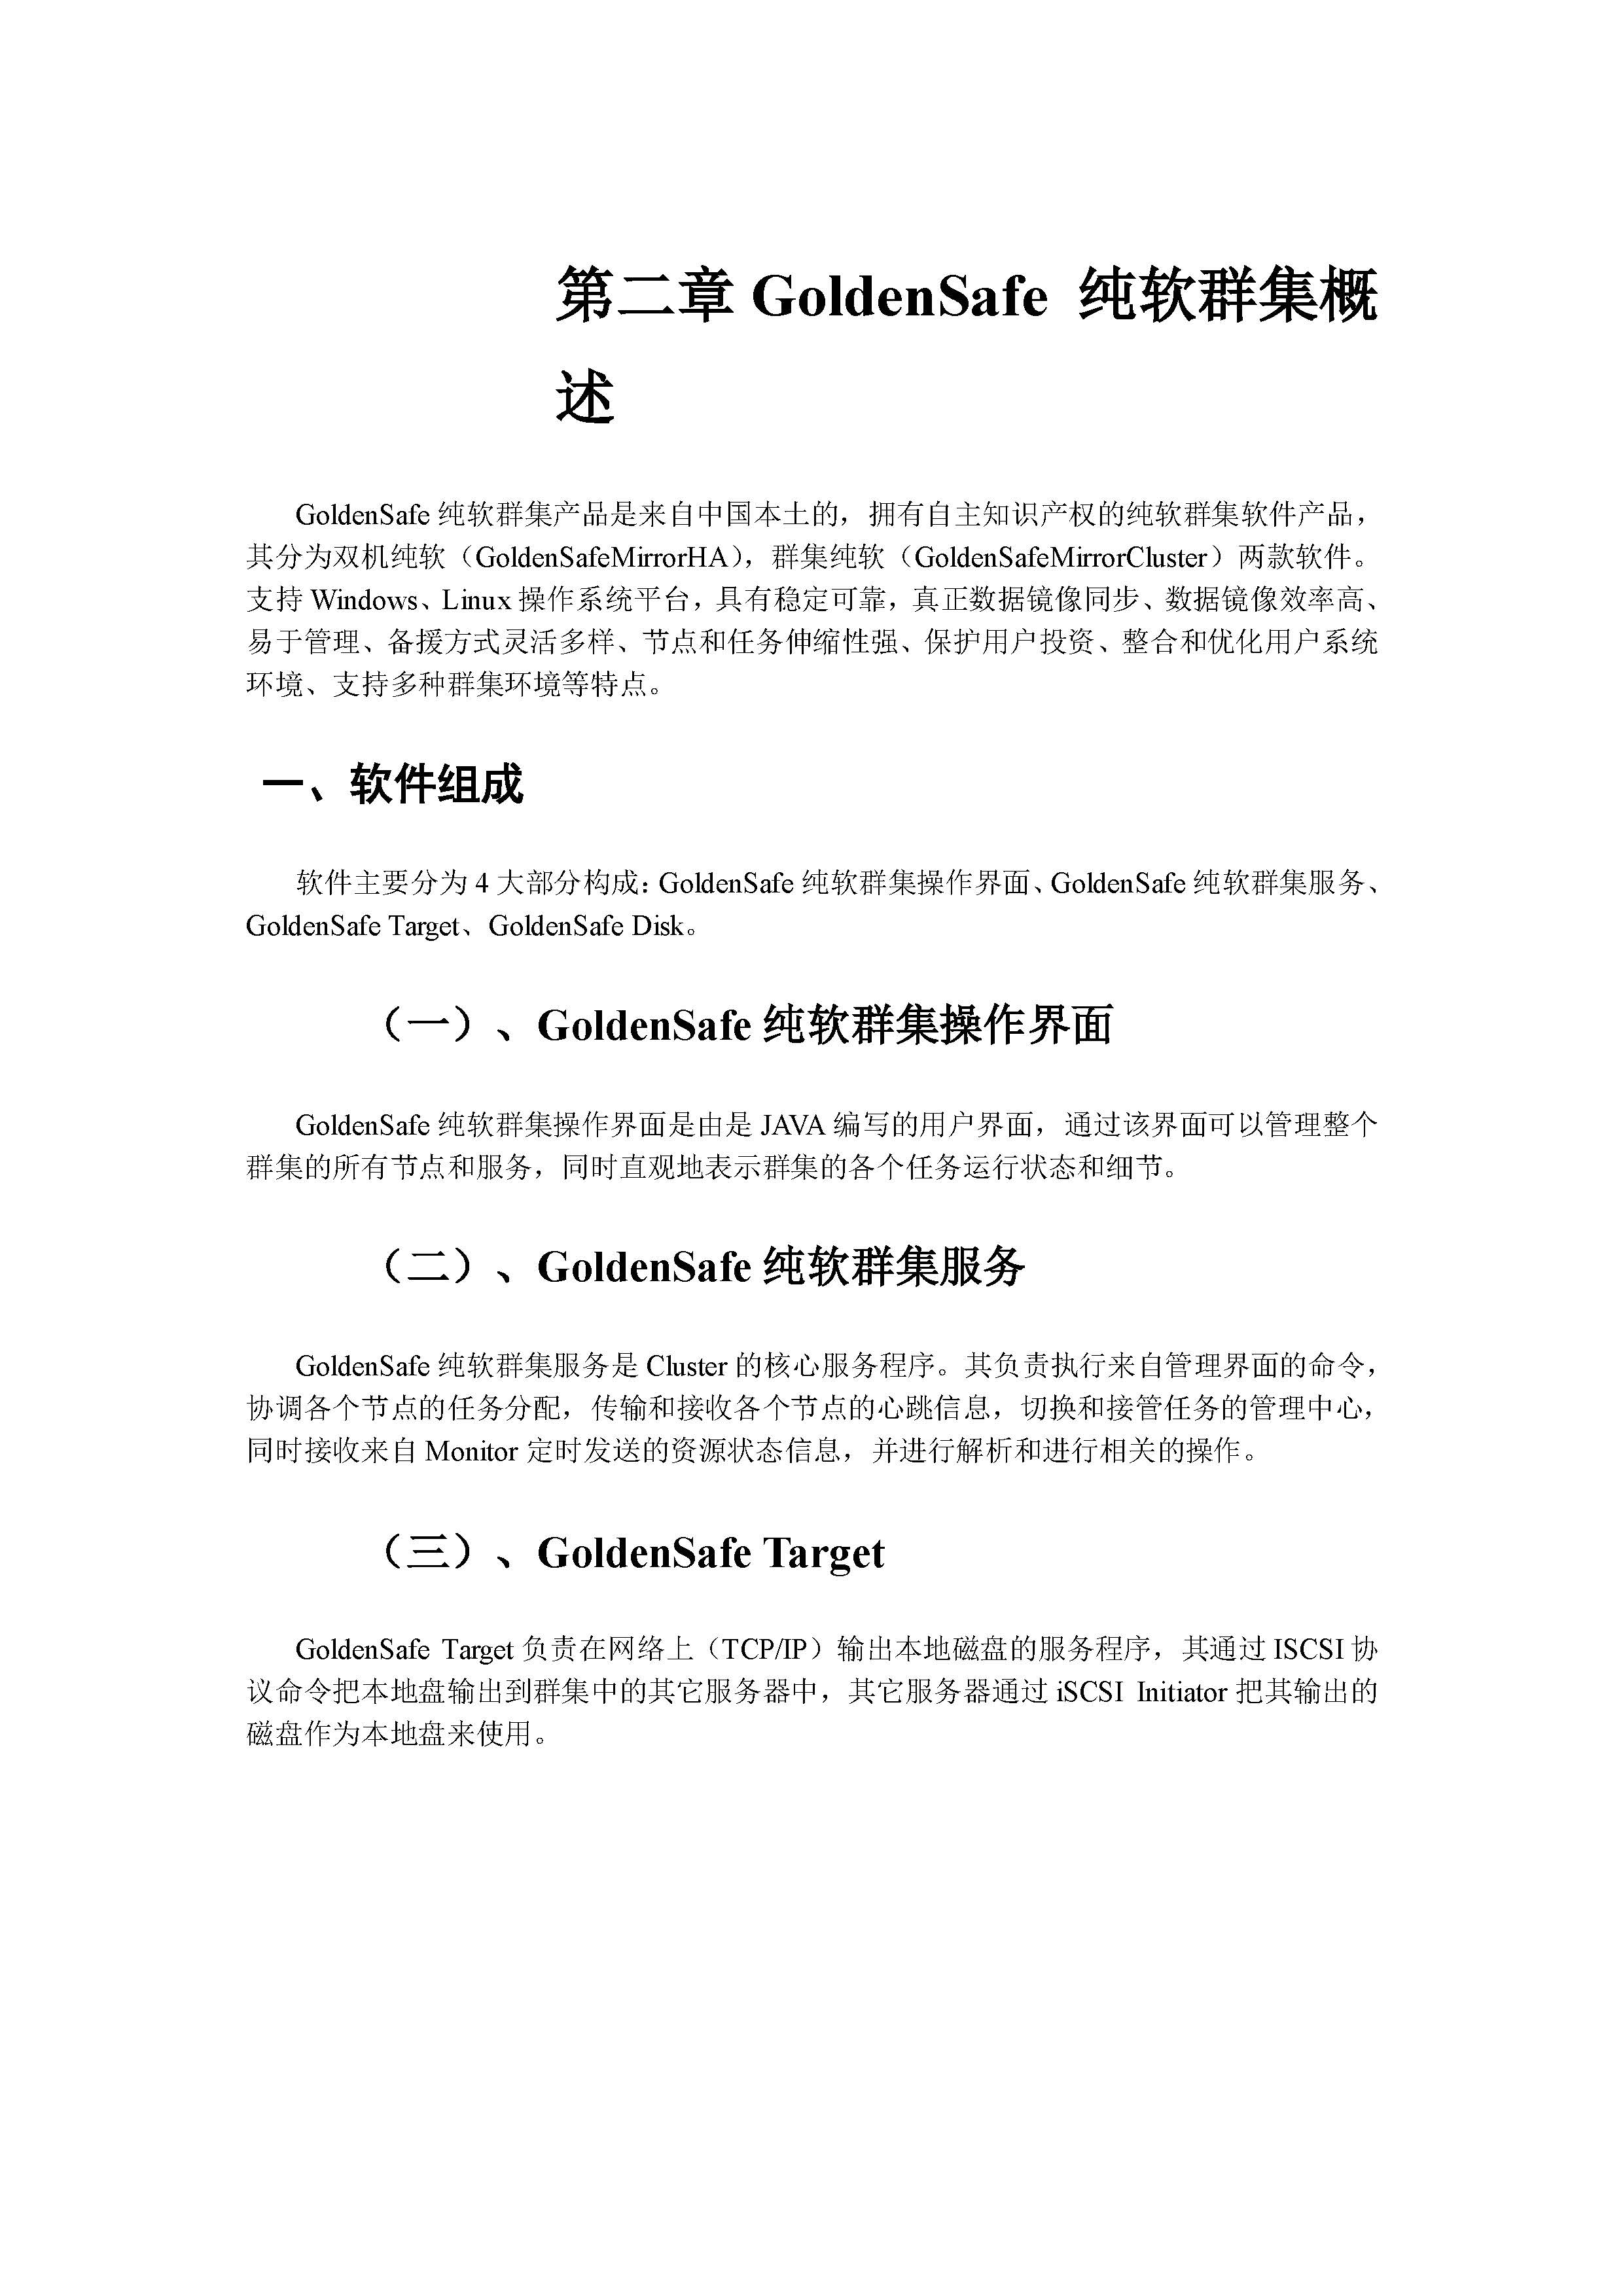 第二章 GoldenSafe 纯软群集概
述
GoldenSafe 纯软群集产品是来自中国本土的，拥有自主知识产权的纯软群集软件产品，
其分为双机纯软（GoldenSafeMirrorHA），群集纯软（GoldenSafeMirrorCluster）两款软件。
支持 Windows、Linux 操作系统平台，具有稳定可靠，真正数据镜像同步、数据镜像效率高、
易于管理、备援方式灵活多样、节点和任务伸缩性强、保护用户投资、整合和优化用户系统
环境、支持多种群集环境等特点。
一、软件组成
软件主要分为 4 大部分构成：GoldenSafe 纯软群集操作界面、GoldenSafe 纯软群集服务、
GoldenSafe Target、GoldenSafe Disk。
（一）、GoldenSafe 纯软群集操作界面
GoldenSafe 纯软群集操作界面是由是 JAVA 编写的用户界面，通过该界面可以管理整个
群集的所有节点和服务，同时直观地表示群集的各个任务运行状态和细节。
（二）、GoldenSafe 纯软群集服务
GoldenSafe 纯软群集服务是 Cluster 的核心服务程序。其负责执行来自管理界面的命令，
协调各个节点的任务分配，传输和接收各个节点的心跳信息，切换和接管任务的管理中心，
同时接收来自 Monitor 定时发送的资源状态信息，并进行解析和进行相关的操作。
（三）、GoldenSafe Target
GoldenSafe Target 负责在网络上（TCP/IP）输出本地磁盘的服务程序，其通过 ISCSI 协
议命令把本地盘输出到群集中的其它服务器中，其它服务器通过 iSCSI Initiator 把其输出的
磁盘作为本地盘来使用。